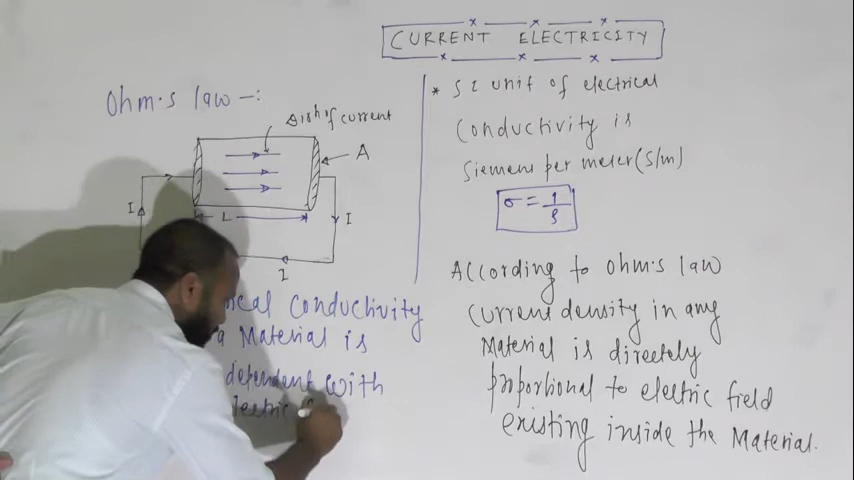 CURRENT ELECTRICITY
Ohm.s law -:
Dirn of current
A
I
L
I
I
Conductivity
a Material is
dependent with
* S I unit of electrical
Conductivity is
Siemens per meter (S/m)
σ = 1/ρ
According to ohm.s law
Current density in any
Material is directely
proportional to electric field
existing inside the Material.